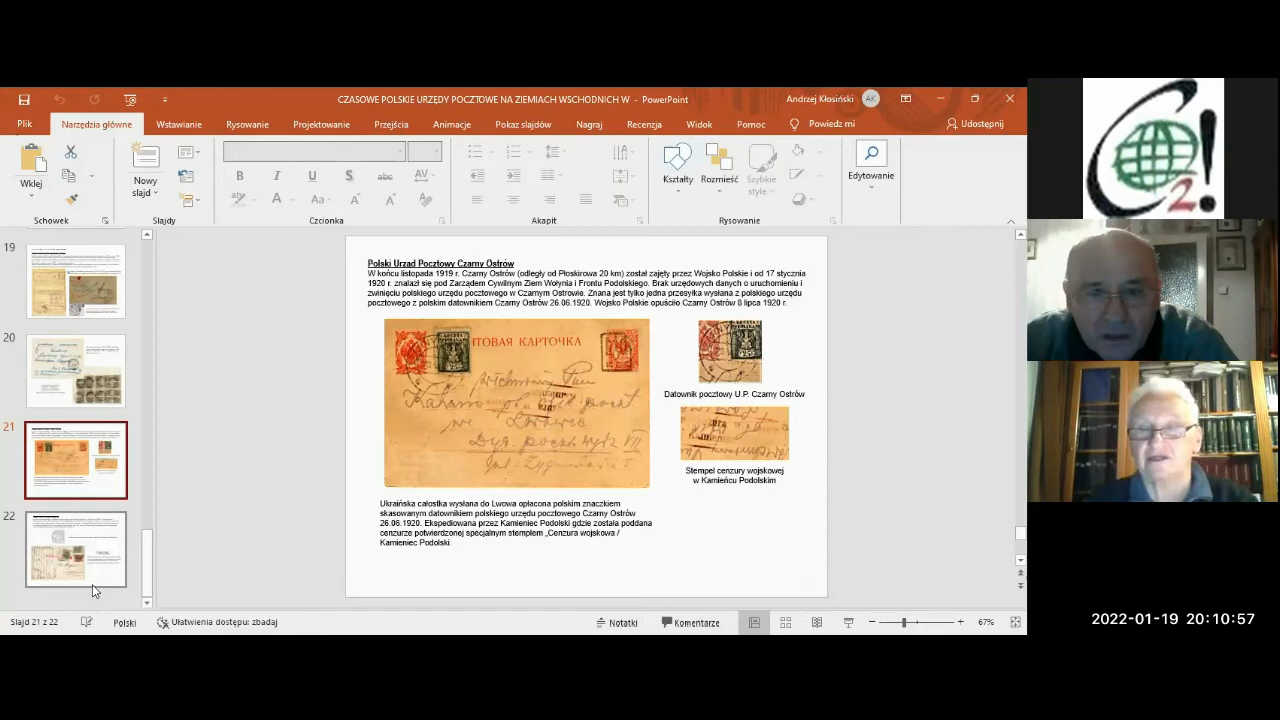 CZASOWE POLSKIE URZĘDY POCZTOWE NA ZIEMIACH WSCHODNICH W - PowerPoint
Andrzej Kłosiński AK
Plik Narzędzia główne Wstawianie Rysowanie Projektowanie Przejścia Animacje Pokaz slajdów Nagraj Recenzja Widok Pomoc Powiedz mi Udostępnij
Wklej
Nowy
slajd
Kształty Rozmieść Szybkie
style
Edytowanie
Schowek Slajdy Czcionka Akapit Rysowanie
19
20
21
22
Polski Urzad Pocztowy Czarny Ostrów
W końcu listopada 1919 r. Czarny Ostrów (odległy od Płoskirowa 20 km) został zajęty przez Wojsko Polskie i od 17 stycznia
1920 r. znalazł się pod Zarządem Cywilnym Ziem Wołynia i Frontu Podolskiego. Brak urzędowych danych o uruchomieniu i
zwinięciu polskiego urzędu pocztowego w Czarnym Ostrowie. Znana jest tylko jedna przesyłka wysłana z polskiego urzędu
pocztowego z polskim datownikiem Czarny Ostrów 26.06.1920. Wojsko Polskie opuściło Czarny Ostrów 8 lipca 1920 r.
ТОВАЯ КАРТОЧКА
we Lwowie
Datownik pocztowy U.P. Czarny Ostrów
Stempel cenzury wojskowej
w Kamieńcu Podolskim
Ukraińska całostka wysłana do Lwowa opłacona polskim znaczkiem
skasowanym datownikiem polskiego urzędu pocztowego Czarny Ostrów
26.06.1920. Ekspediowana przez Kamieniec Podolski gdzie została poddana
cenzurze potwierdzonej specjalnym stemplem „Cenzura wojskowa /
Kamieniec Podolski.
Slajd 21 z 22 Polski Ułatwienia dostępu: zbadaj Notatki Komentarze 67%
2!
2022-01-19 20:10:57